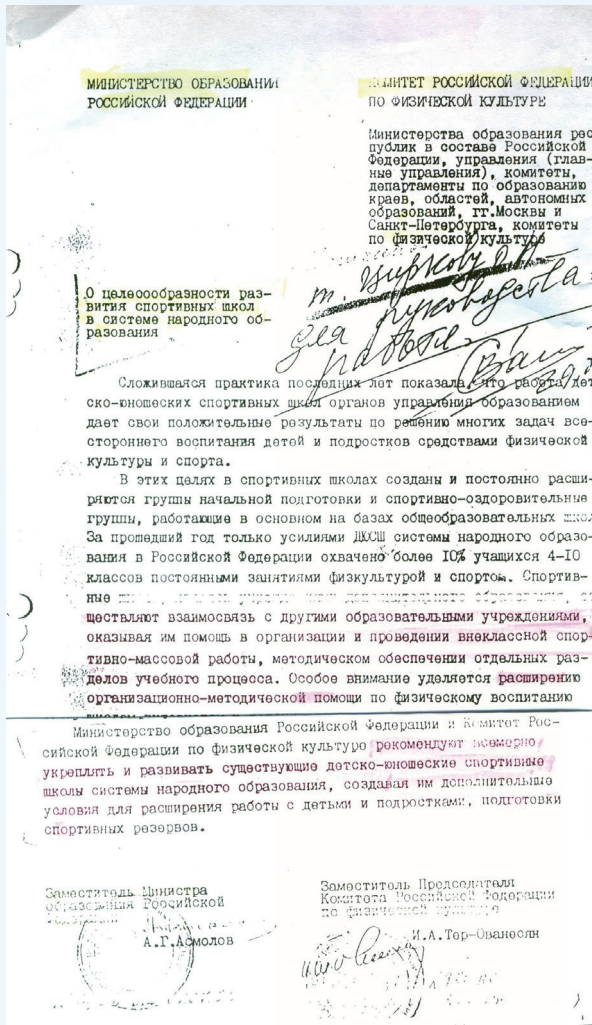 МИНИСТЕРСТВО ОБРАЗОВАНИЯ
РОССИЙСКОЙ ФЕДЕРАЦИИ
КОМИТЕТ РОССИЙСКОЙ ФЕДЕРАЦИИ
ПО ФИЗИЧЕСКОЙ КУЛЬТУРЕ
Министерства образования рес
публик в составе Российской
Федерации, управления (глав-
ные управления), комитеты,
департаменты по образованию
краев, областей, автономных
образований, гг.Москвы и
Санкт-Петербурга, комитеты
по физической культуре
т. Циркову
для руководства
работе
О целеоообразности раз-
вития спортивных школ
в системе народного об-
разования
Сложившаяся практика последних лет показала, что работа дет
ско-юношеских спортивных школ органов управления образованием
дает свои положительные результаты по решению многих задач все-
стороннего воспитания детей и подростков средствами физической
культуры и спорта.
В этих целях в спортивных школах созданы и постоянно расши-
ряются группы начальной подготовки и спортивно-оздоровительные
группы, работающие в основном на базах общеобразовательных школ
За прошедший год только усилиями ДЮСШ системы народного образо-
вания в Российской Федерации охвачено более 10% учащихся 4-10
классов постоянными занятиями физкультурой и спортом. Спортив-
ные
ществляют взаимосвязь с другими образовательными учреждениями,
оказывая им помощь в организации и проведении внеклассной спор-
тивно-массовой работы, методическом обеспечении отдельных раз-
делов учебного процесса. Особое внимание уделяется расширению
организационно-методической помощи по физическому воспитанию
Министерство образования Российской Федерации и Комитет Рос-
сийской Федерации по физической культуре рекомендуют всемерно
укреплять и развивать существующие детско-юношеские спортивные
школы системы народного образования, создавая им дополнительные
условия для расширения работы с детьми и подростками, подготовки
спортивных резервов.
Заместитель Министра
образования Российской
Федерации
А.Г.Асмолов
Заместитель Председателя
Комитета Российской Федерации
по физической культуре
И.А.Тер-Ованесян